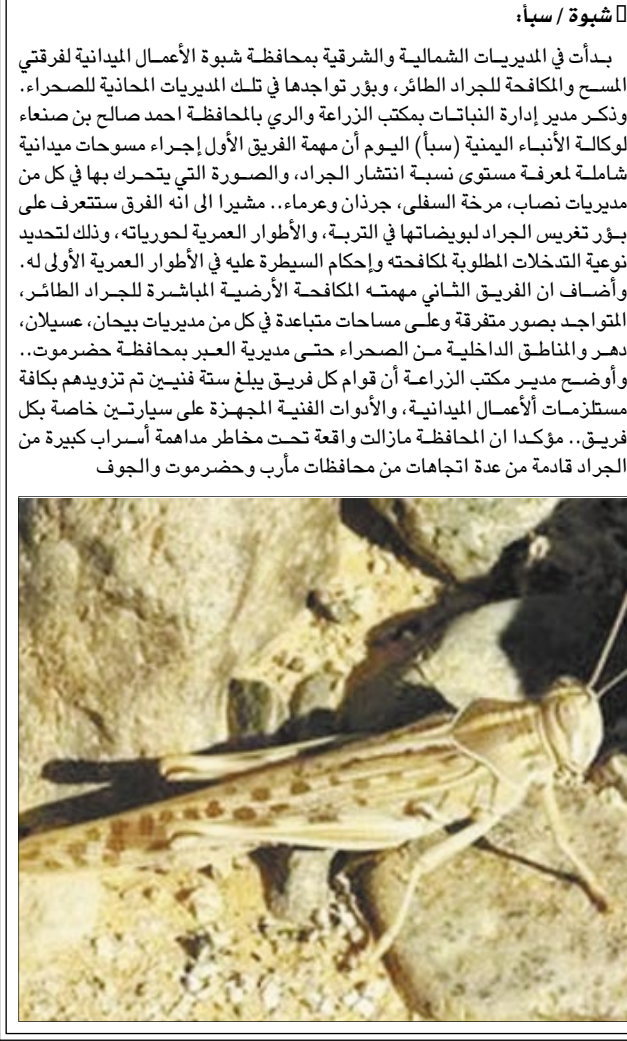 شبوة / سبأ:
بدأت في المديريات الشمالية والشرقية بمحافظة شبوة الأعمال الميدانية لفرقتي
المسح والمكافحة للجراد الطائر، وبؤر تواجدها في تلك المديريات المحاذية للصحراء.
وذكر مدير إدارة النباتات بمكتب الزراعة والري بالمحافظة احمد صالح بن صنعاء
لوكالة الأنباء اليمنية (سبأ) اليوم أن مهمة الفريق الأول إجراء مسوحات ميدانية
شاملة لمعرفة مستوى نسبة انتشار الجراد، والصورة التي يتحرك بها في كل من
مديريات نصاب، مرخة السفلى، جردان وعرماء.. مشيرا الى انه الفرق ستتعرف على
بؤر تغريس الجراد لبويضاتها في التربة، والأطوار العمرية لحورياته، وذلك لتحديد
نوعية التدخلات المطلوبة لمكافحته وإحكام السيطرة عليه في الأطوار العمرية الأولى له.
وأضاف ان الفريق الثاني مهمته المكافحة الأرضية المباشرة للجراد الطائر،
المتواجد بصور متفرقة وعلى مساحات متباعدة في كل من مديريات بيحان، عسيلان،
دهر والمناطق الداخلية من الصحراء حتى مديرية العبر بمحافظة حضرموت..
وأوضح مدير مكتب الزراعة أن قوام كل فريق يبلغ ستة فنيين تم تزويدهم بكافة
مستلزمات ألأعمال الميدانية، والأدوات الفنية المجهزة على سيارتين خاصة بكل
فريق.. مؤكدا ان المحافظة مازالت واقعة تحت مخاطر مداهمة أسراب كبيرة من
الجراد قادمة من عدة اتجاهات من محافظات مأرب وحضرموت والجوف